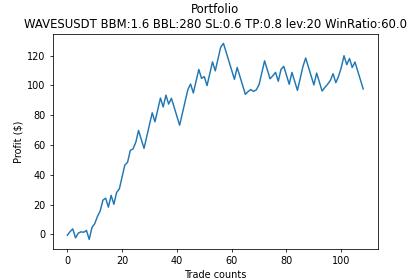 Portfolio
WAVESUSDT BBM:1.6 BBL:280 SL:0.6 TP:0.8 lev:20 WinRatio:60.0
Profit ($)
120
100
80
60
40
20
0
0 20 40 60 80 100
Trade counts